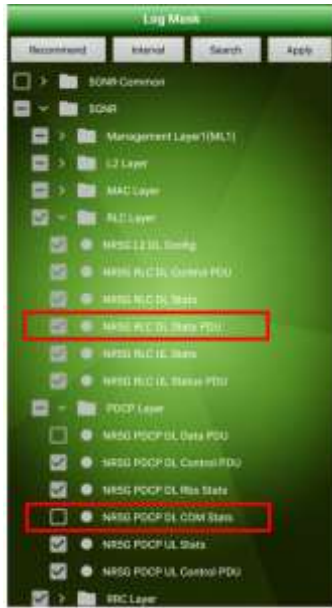 Log Mask
Recommend Interval Search Apply
5GNR-Common
5GNR
Management Layer1(ML1)
L2 Layer
MAC Layer
RLC Layer
NR5G L2 UL Config
NR5G RLC DL Control PDU
NR5G RLC DL Stats
NR5G RLC DL Status PDU
NR5G RLC UL Stats
NR5G RLC UL Status PDU
PDCP Layer
NR5G PDCP DL Data PDU
NR5G PDCP DL Control PDU
NR5G PDCP DL Rbs Stats
NR5G PDCP DL COM Stats
NR5G PDCP UL Stats
NR5G PDCP UL Control PDU
RRC Layer